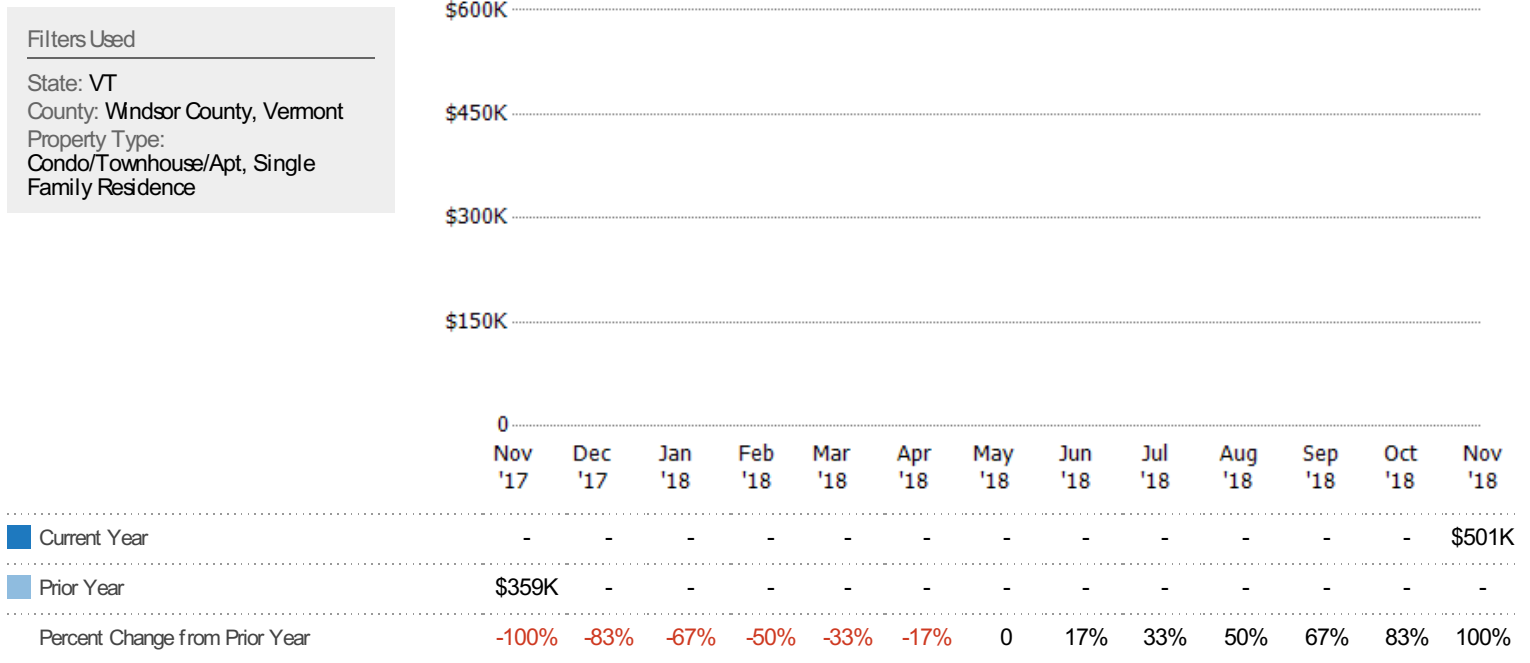 Filters Used
State: VT
County: Windsor County, Vermont
Property Type:
Condo/Townhouse/Apt, Single
Family Residence
$600K
$450K
$300K
$150K
0
Nov Dec Jan Feb Mar Apr May Jun Jul Aug Sep Oct Nov
'17 '17 '18 '18 '18 '18 '18 '18 '18 '18 '18 '18 '18
Current Year - - - - - - - - - - - - $501K
Prior Year $359K - - - - - - - - - - - -
Percent Change from Prior Year -100% -83% -67% -50% -33% -17% 0 17% 33% 50% 67% 83% 100%